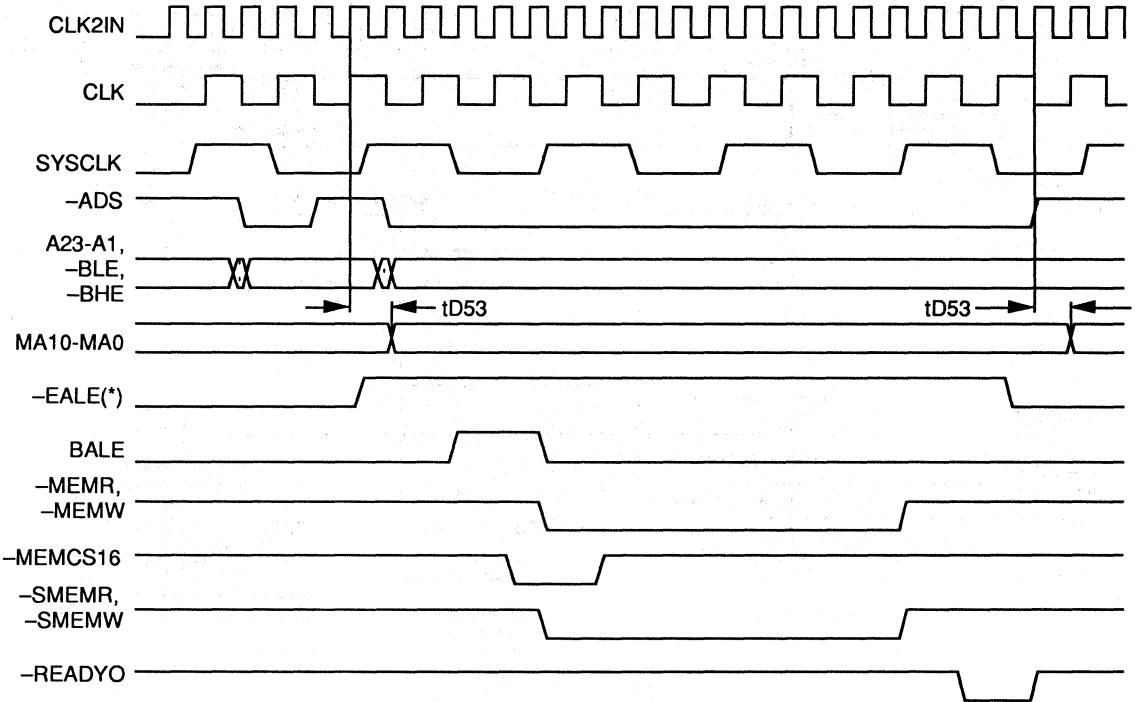 CLK2IN
CLK
SYSCLK
–ADS
A23-A1,
–BLE,
–BHE
tD53
tD53
MA10-MA0
–EALE(*)
BALE
–MEMR,
–MEMW
–MEMCS16
–SMEMR,
–SMEMW
–READYO